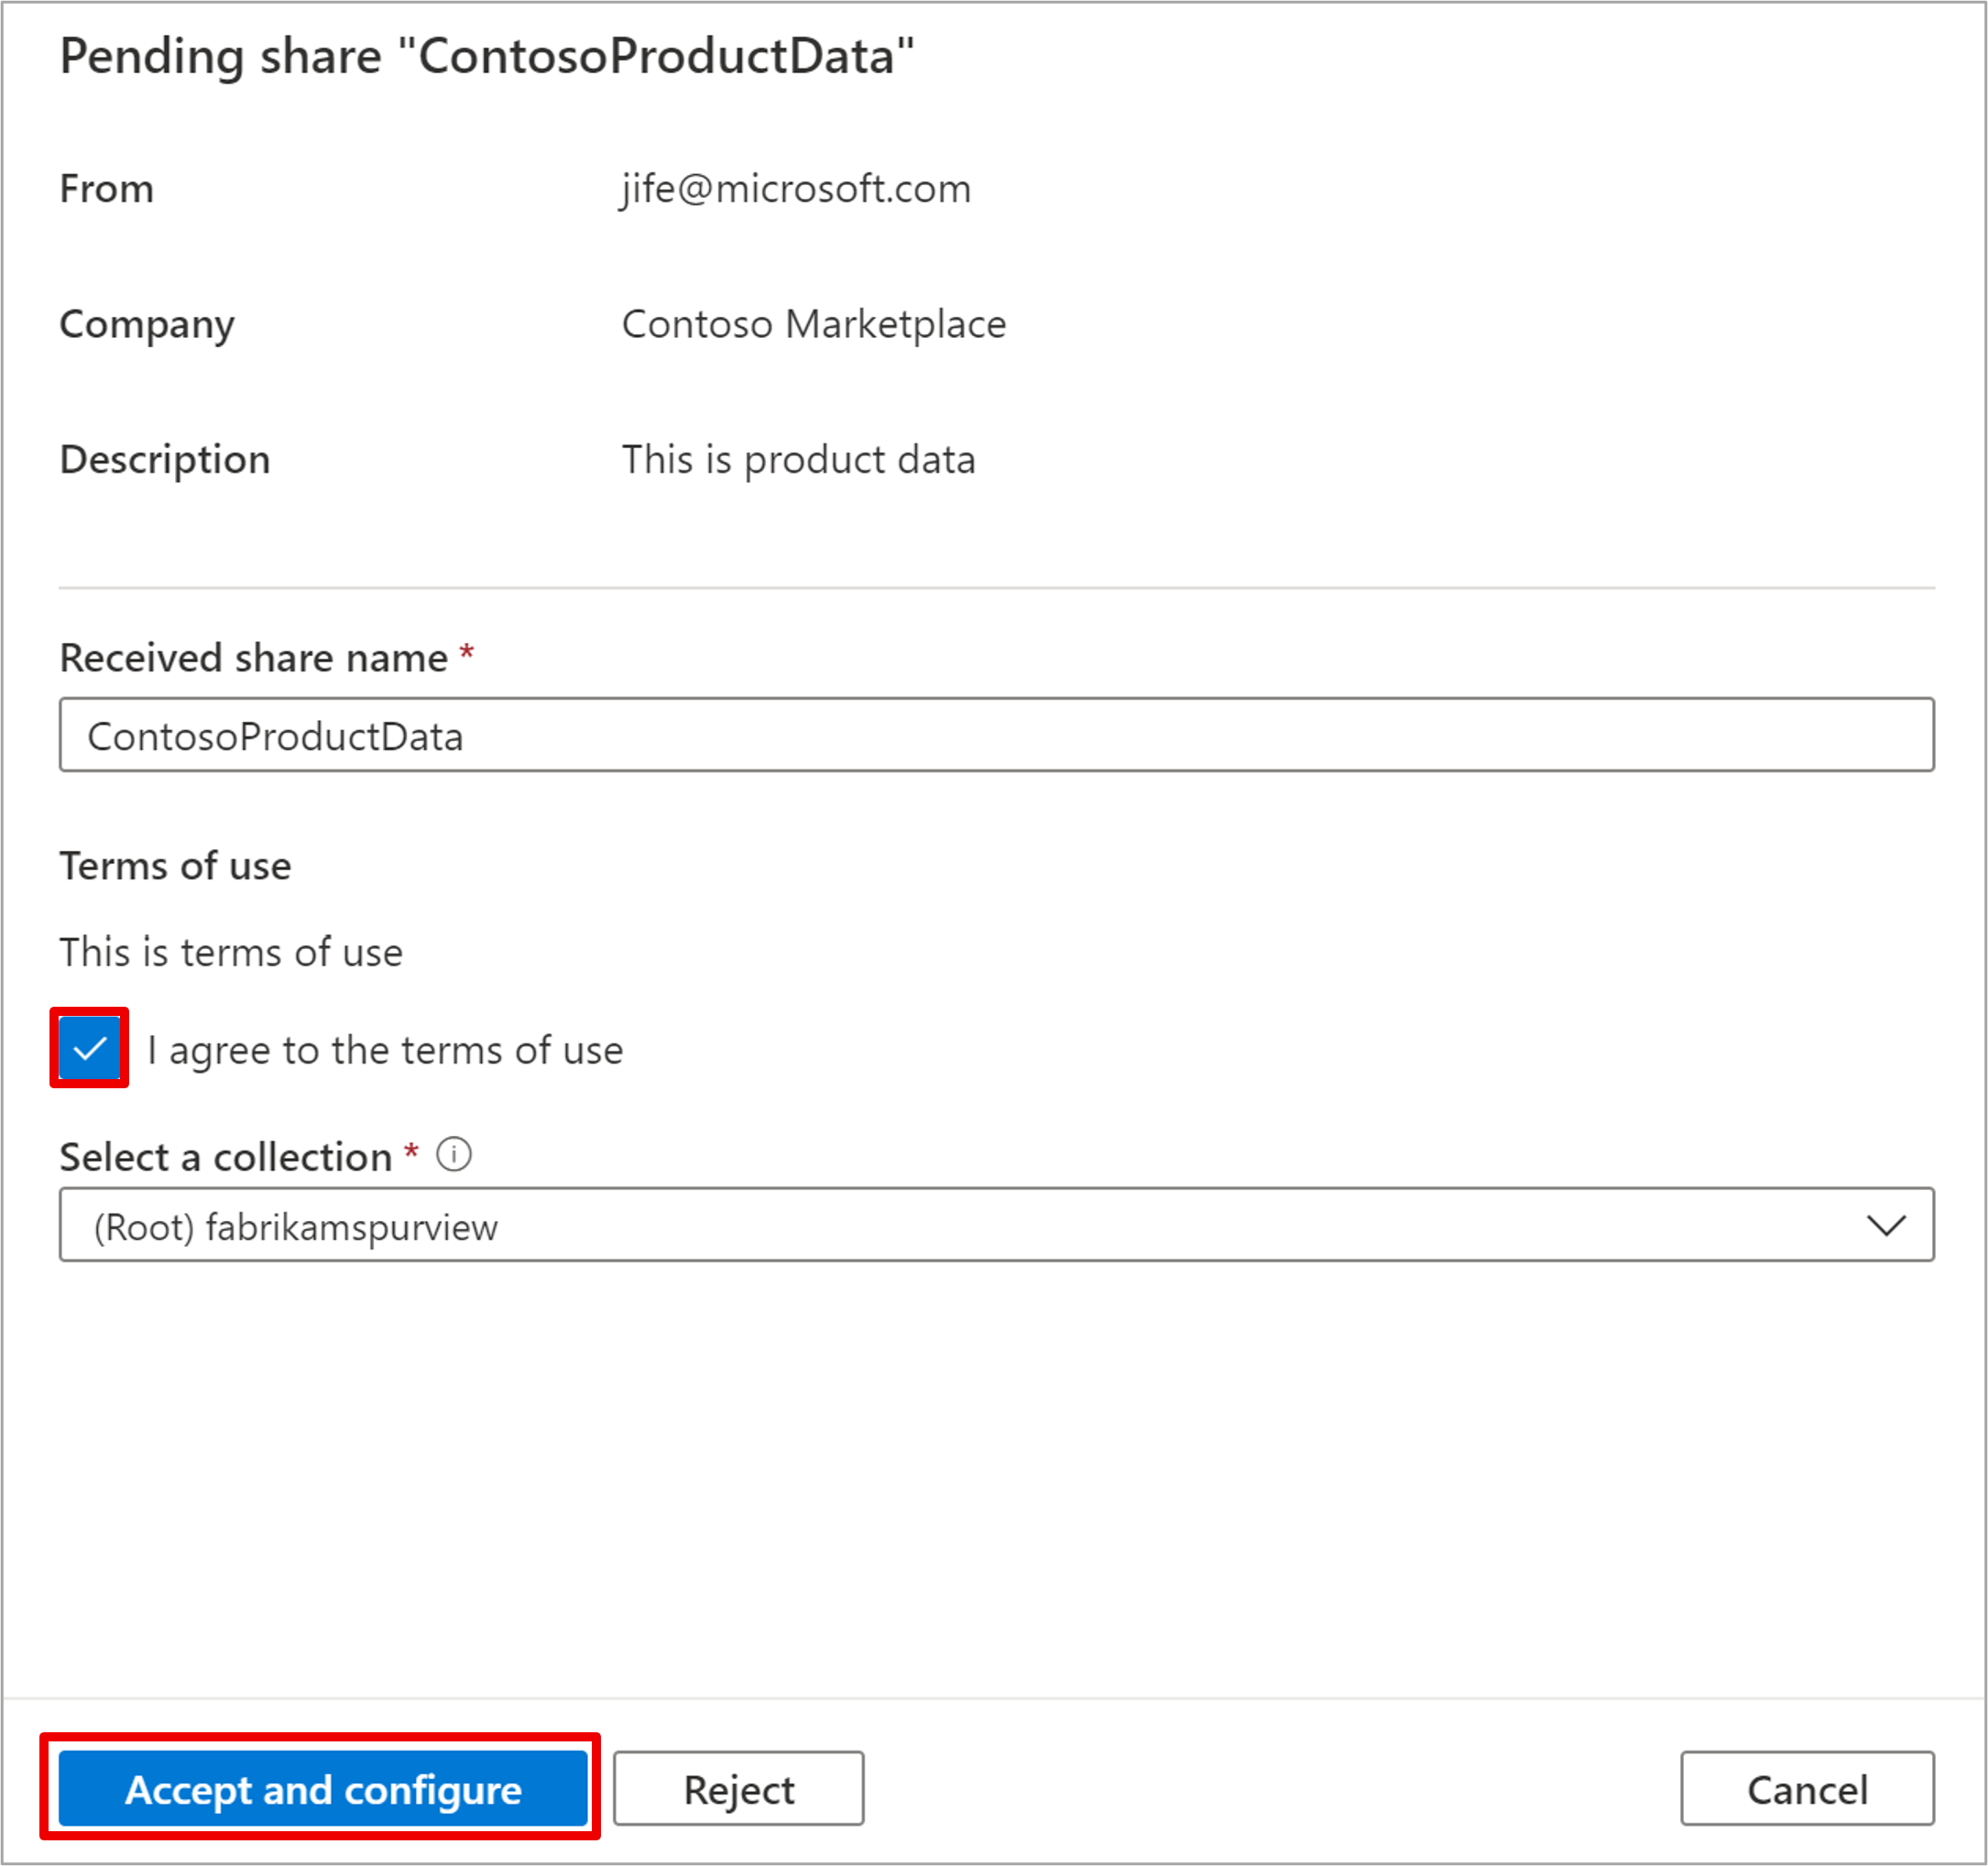 Pending share "ContosoProductData"
From jife@microsoft.com
Company Contoso Marketplace
Description This is product data
Received share name *
ContosoProductData
Terms of use
This is terms of use
I agree to the terms of use
Select a collection *
(Root) fabrikamspurview
Accept and configure Reject Cancel